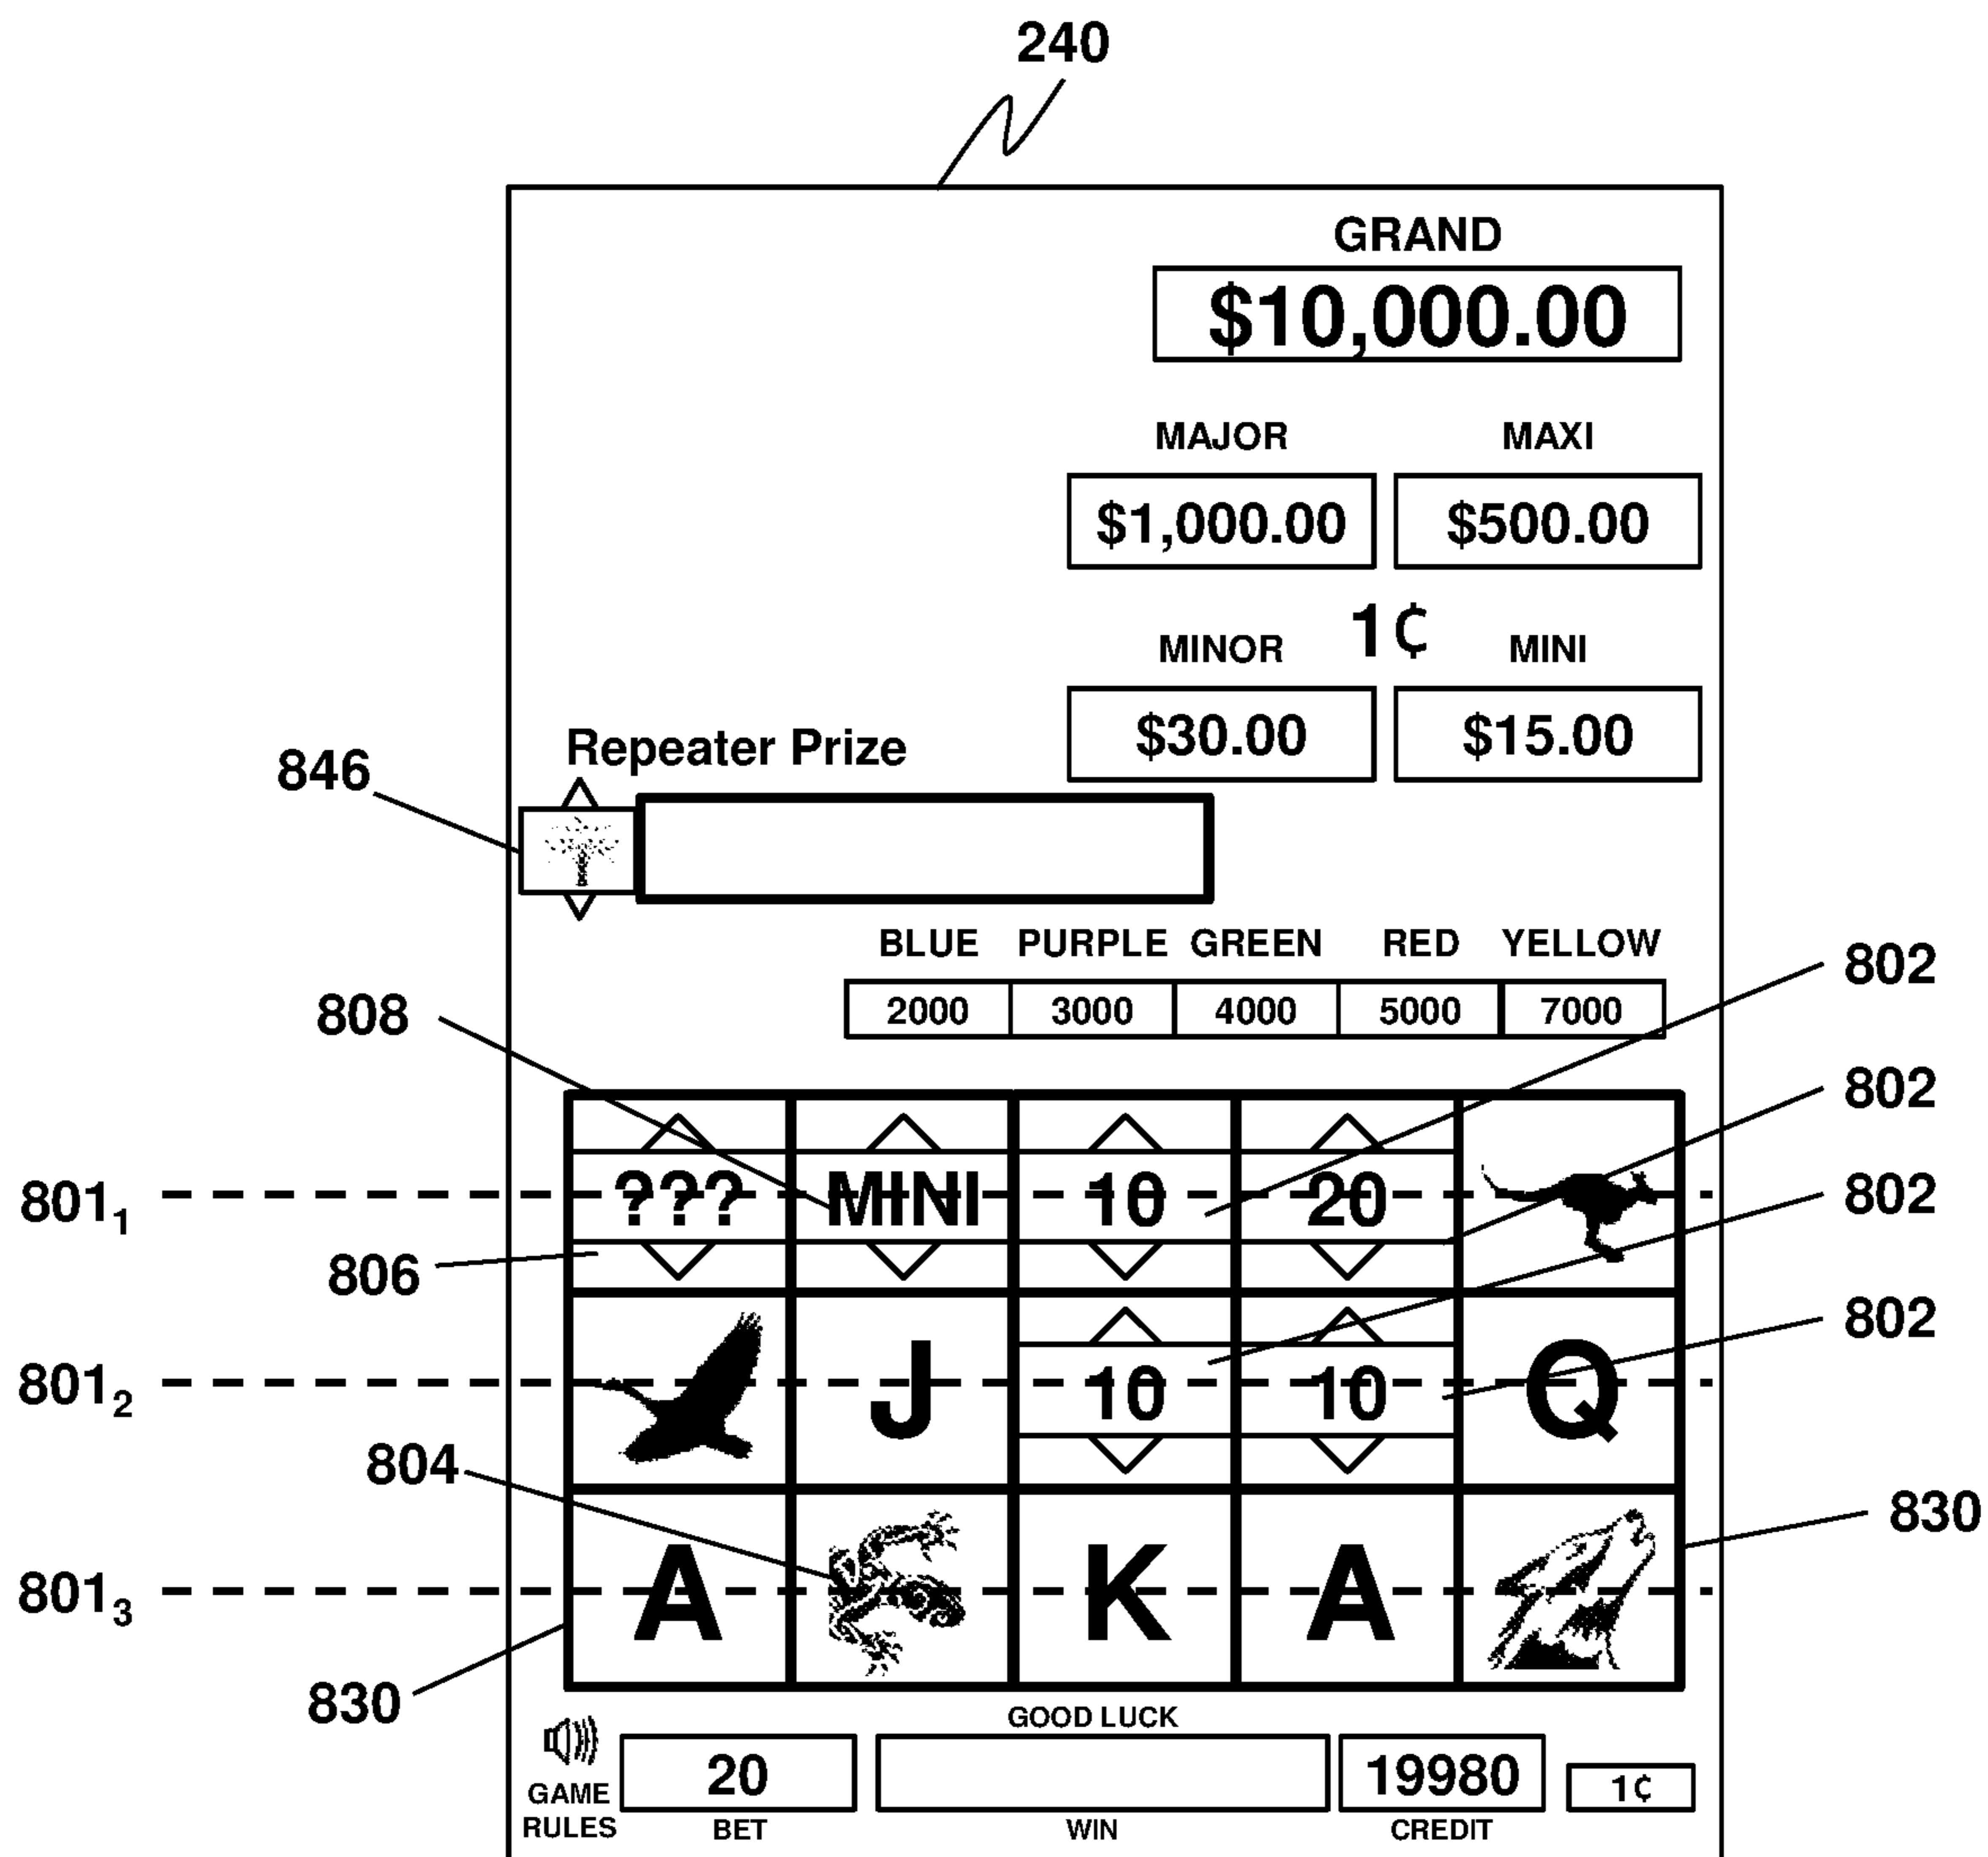 240
GRAND
$10,000.00
MAJOR MAXI
$1,000.00 $500.00
1¢
MINOR MINI
$30.00 $15.00
Repeater Prize
846
BLUE PURPLE GREEN RED YELLOW
802
808
2000 3000 4000 5000 7000
802
801₁ ??? MINI 10 20 802
806
802
801₂ J 10 10 Q
804
830
801₃ A K A
830
GOOD LUCK
20 19980 1¢
GAME
RULES BET WIN CREDIT